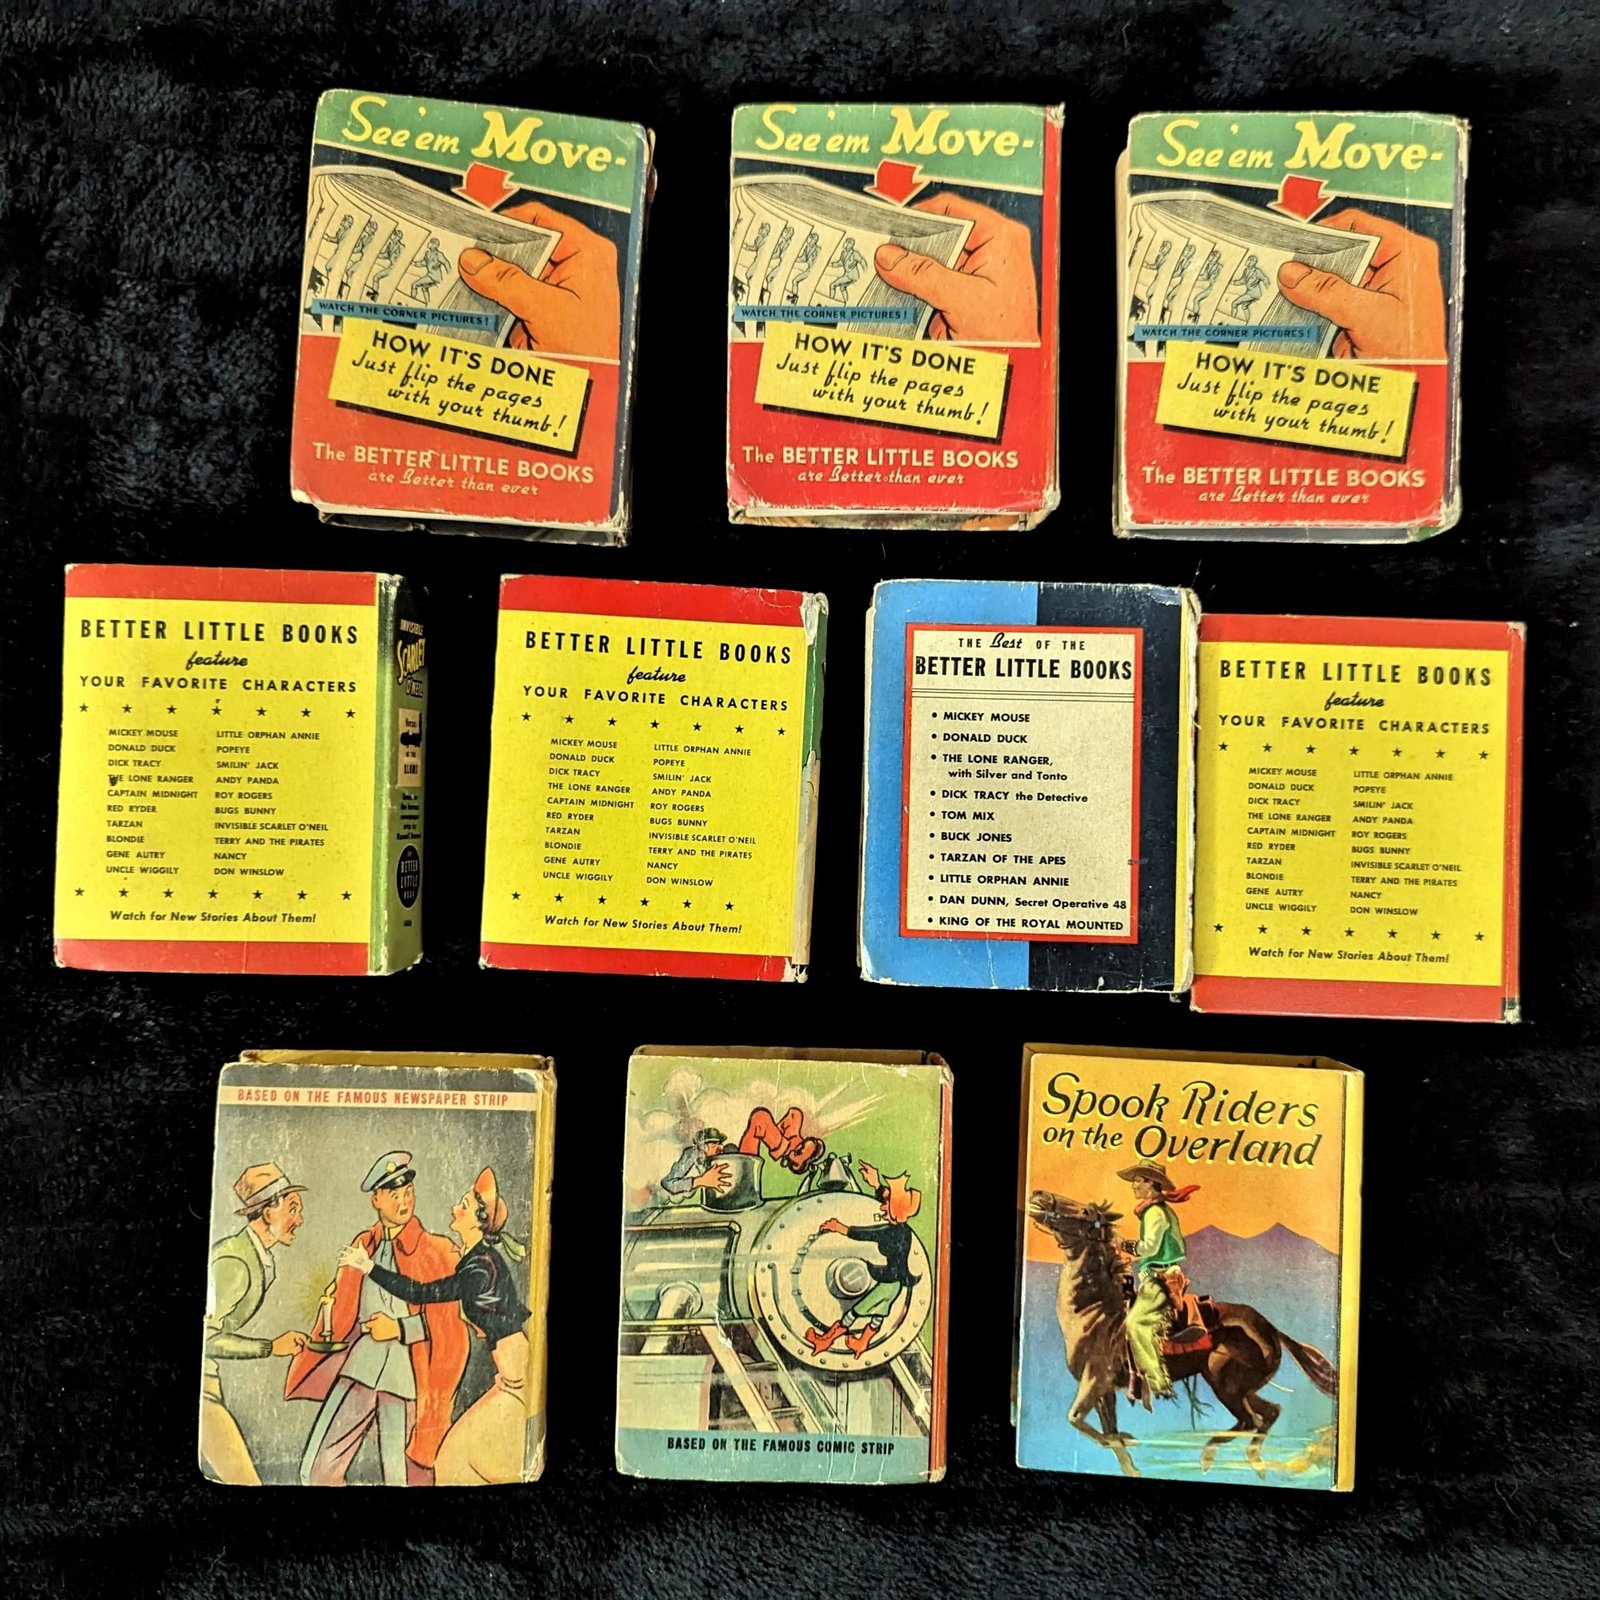 See 'em Move-
WATCH THE CORNER PICTURES!
HOW IT'S DONE
Just flip the pages
with your thumb!
The BETTER LITTLE BOOKS
are Better than ever
See 'em Move-
WATCH THE CORNER PICTURES!
HOW IT'S DONE
Just flip the pages
with your thumb!
The BETTER LITTLE BOOKS
are Better than ever
See 'em Move-
WATCH THE CORNER PICTURES!
HOW IT'S DONE
Just flip the pages
with your thumb!
The BETTER LITTLE BOOKS
are Better than ever
BETTER LITTLE BOOKS
feature
YOUR FAVORITE CHARACTERS
MICKEY MOUSE
DONALD DUCK
DICK TRACY
THE LONE RANGER
CAPTAIN MIDNIGHT
RED RYDER
TARZAN
BLONDIE
GENE AUTRY
UNCLE WIGGILY
LITTLE ORPHAN ANNIE
POPEYE
SMILIN' JACK
ANDY PANDA
ROY ROGERS
BUGS BUNNY
INVISIBLE SCARLET O'NEIL
TERRY AND THE PIRATES
NANCY
DON WINSLOW
Watch for New Stories About Them!
INVISIBLE
SCARLET
O'NEIL
Versus
BETTER
LITTLE
BOOK
BETTER LITTLE BOOKS
feature
YOUR FAVORITE CHARACTERS
MICKEY MOUSE
DONALD DUCK
DICK TRACY
THE LONE RANGER
CAPTAIN MIDNIGHT
RED RYDER
TARZAN
BLONDIE
GENE AUTRY
UNCLE WIGGILY
LITTLE ORPHAN ANNIE
POPEYE
SMILIN' JACK
ANDY PANDA
ROY ROGERS
BUGS BUNNY
INVISIBLE SCARLET O'NEIL
TERRY AND THE PIRATES
NANCY
DON WINSLOW
Watch for New Stories About Them!
THE Best OF THE
BETTER LITTLE BOOKS
• MICKEY MOUSE
• DONALD DUCK
• THE LONE RANGER,
with Silver and Tonto
• DICK TRACY the Detective
• TOM MIX
• BUCK JONES
• TARZAN OF THE APES
• LITTLE ORPHAN ANNIE
• DAN DUNN, Secret Operative 48
• KING OF THE ROYAL MOUNTED
BETTER LITTLE BOOKS
feature
YOUR FAVORITE CHARACTERS
MICKEY MOUSE
DONALD DUCK
DICK TRACY
THE LONE RANGER
CAPTAIN MIDNIGHT
RED RYDER
TARZAN
BLONDIE
GENE AUTRY
UNCLE WIGGILY
LITTLE ORPHAN ANNIE
POPEYE
SMILIN' JACK
ANDY PANDA
ROY ROGERS
BUGS BUNNY
INVISIBLE SCARLET O'NEIL
TERRY AND THE PIRATES
NANCY
DON WINSLOW
Watch for New Stories About Them!
BASED ON THE FAMOUS NEWSPAPER STRIP
BASED ON THE FAMOUS COMIC STRIP
Spook Riders
on the Overland